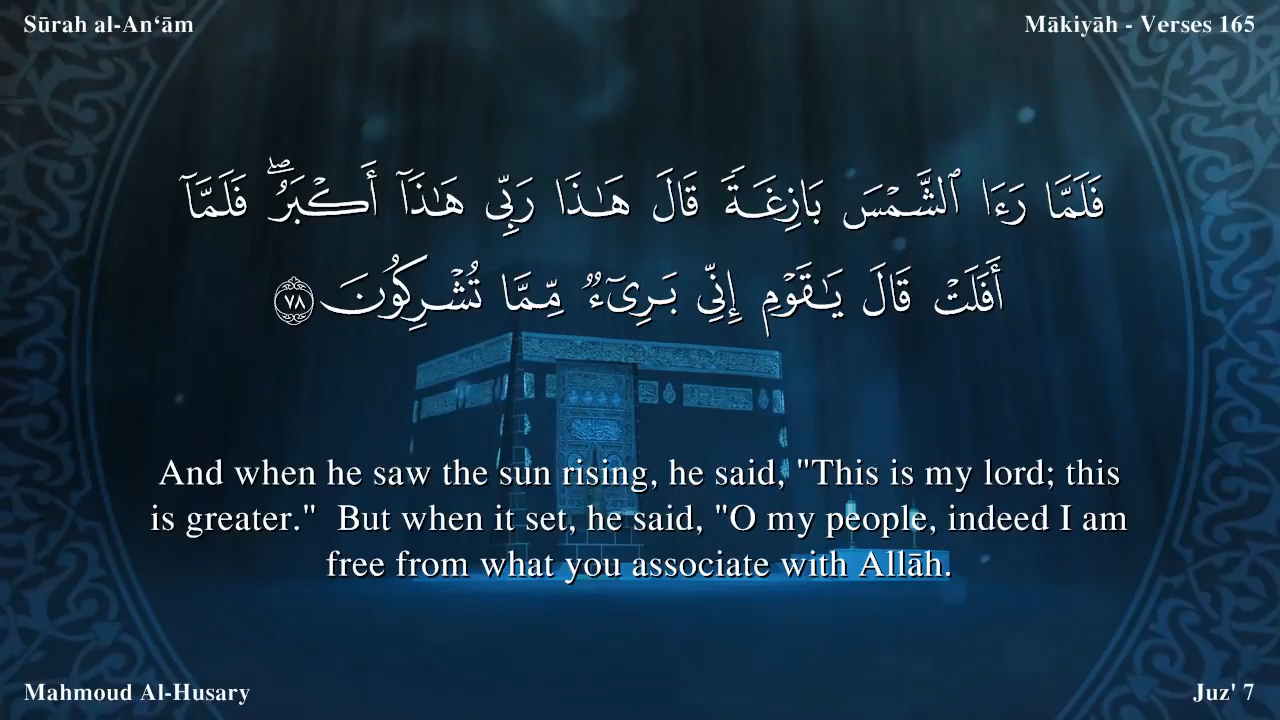 Sūrah al-An‘ām
Mākiyāh - Verses 165
فَلَمَّا رَءَا ٱلشَّمْسَ بَازِغَةً قَالَ هَـٰذَا رَبِّى هَـٰذَآ أَكْبَرُ ۖ فَلَمَّآ
أَفَلَتْ قَالَ يَـٰقَوْمِ إِنِّى بَرِىٓءٌ مِّمَّا تُشْرِكُونَ ٧٨
And when he saw the sun rising, he said, "This is my lord; this
is greater."  But when it set, he said, "O my people, indeed I am
free from what you associate with Allāh.
Mahmoud Al-Husary
Juz' 7